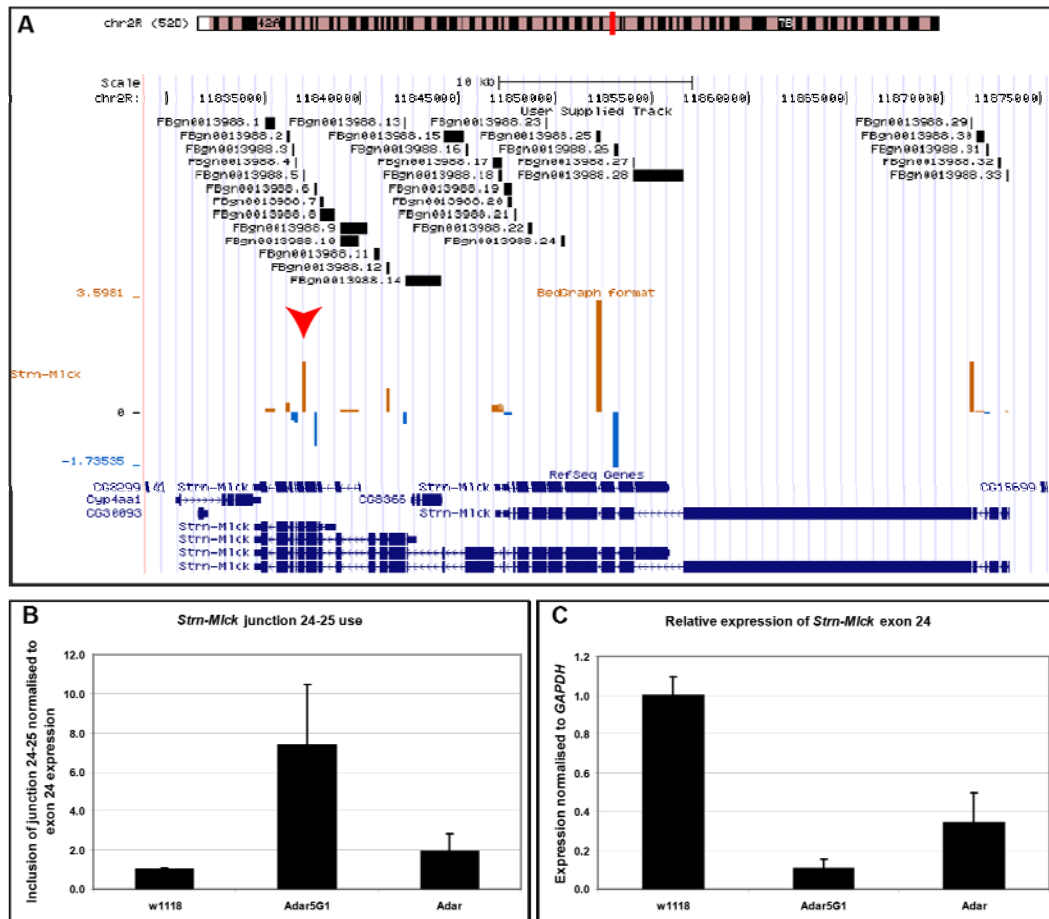 A
chr2R (52D)
42A
7B
Scale
10 kb
chr2R:
11835000
11840000
11845000
11850000
11855000
11860000
11865000
11870000
11875000
User Supplied Track
FBgn0013988.1
FBgn0013988.2
FBgn0013988.3
FBgn0013988.4
FBgn0013988.5
FBgn0013988.6
FBgn0013988.7
FBgn0013988.8
FBgn0013988.9
FBgn0013988.10
FBgn0013988.11
FBgn0013988.12
FBgn0013988.14
FBgn0013988.13
FBgn0013988.15
FBgn0013988.16
FBgn0013988.17
FBgn0013988.18
FBgn0013988.19
FBgn0013988.20
FBgn0013988.21
FBgn0013988.22
FBgn0013988.24
FBgn0013988.23
FBgn0013988.25
FBgn0013988.26
FBgn0013988.27
FBgn0013988.28
FBgn0013988.29
FBgn0013988.30
FBgn0013988.31
FBgn0013988.32
FBgn0013988.33
3.5981 _
BedGraph format
Strn-Mlck
0 _
-1.73535 _
RefSeq Genes
CG8299
Strn-Mlck
Strn-Mlck
CG15699
Cyp4aa1
CG8366
CG30093
Strn-Mlck
Strn-Mlck
Strn-Mlck
Strn-Mlck
Strn-Mlck
B
Strn-Mlck junction 24-25 use
Inclusion of junction 24-25 normalised to
exon 24 expression
12.0
10.0
8.0
6.0
4.0
2.0
0.0
w1118
Adar5G1
Adar
C
Relative expression of Strn-Mlck exon 24
Expression normalised to GAPDH
1.2
1.0
0.8
0.6
0.4
0.2
0.0
w1118
Adar5G1
Adar